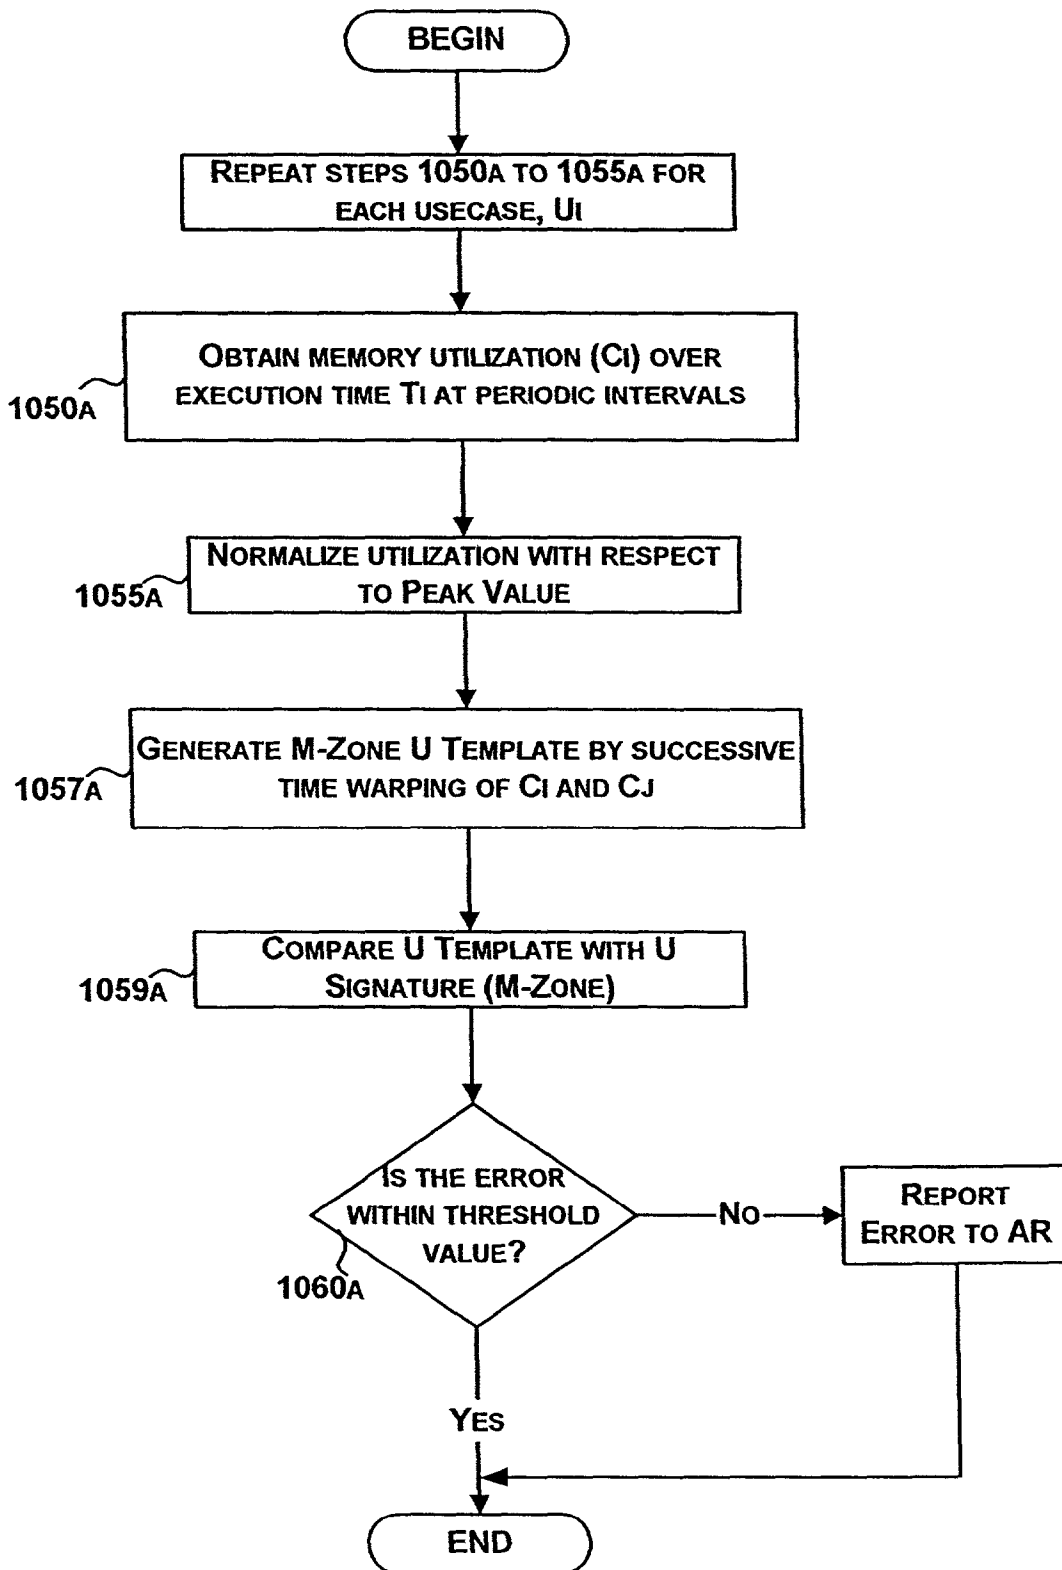 BEGIN
REPEAT STEPS 1050A TO 1055A FOR
EACH USECASE, UI
OBTAIN MEMORY UTILIZATION (CI) OVER
EXECUTION TIME TI AT PERIODIC INTERVALS
1050A
NORMALIZE UTILIZATION WITH RESPECT
TO PEAK VALUE
1055A
GENERATE M-ZONE U TEMPLATE BY SUCCESSIVE
TIME WARPING OF CI AND CJ
1057A
COMPARE U TEMPLATE WITH U
SIGNATURE (M-ZONE)
1059A
IS THE ERROR
WITHIN THRESHOLD
VALUE?
1060A
NO
REPORT
ERROR TO AR
YES
END